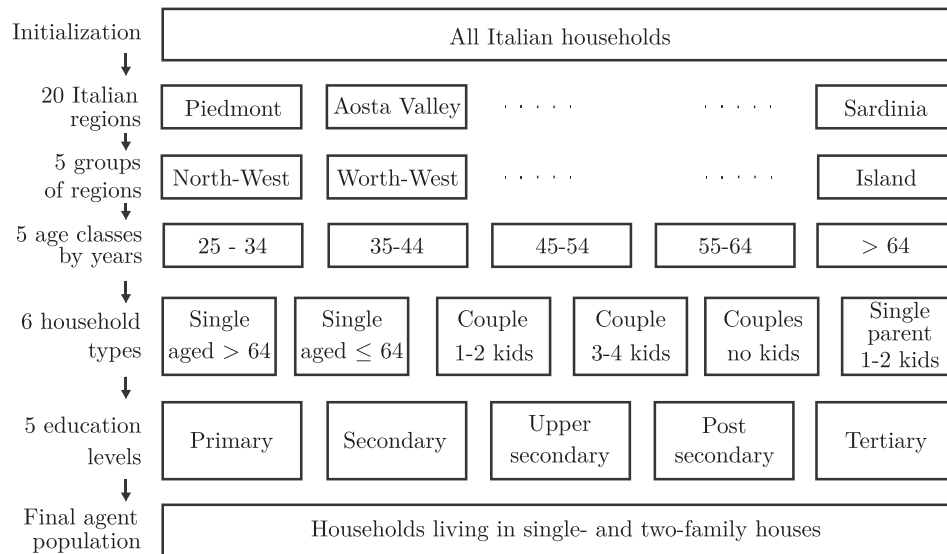 Initialization
All Italian households
20 Italian
regions
Piedmont
Aosta Valley
. . . . .
. . . . .
Sardinia
5 groups
of regions
North-West
Worth-West
. . . . .
. . . . .
Island
5 age classes
by years
25 - 34
35-44
45-54
55-64
> 64
6 household
types
Single
aged > 64
Single
aged ≤ 64
Couple
1-2 kids
Couple
3-4 kids
Couples
no kids
Single
parent
1-2 kids
5 education
levels
Primary
Secondary
Upper
secondary
Post
secondary
Tertiary
Final agent
population
Households living in single- and two-family houses